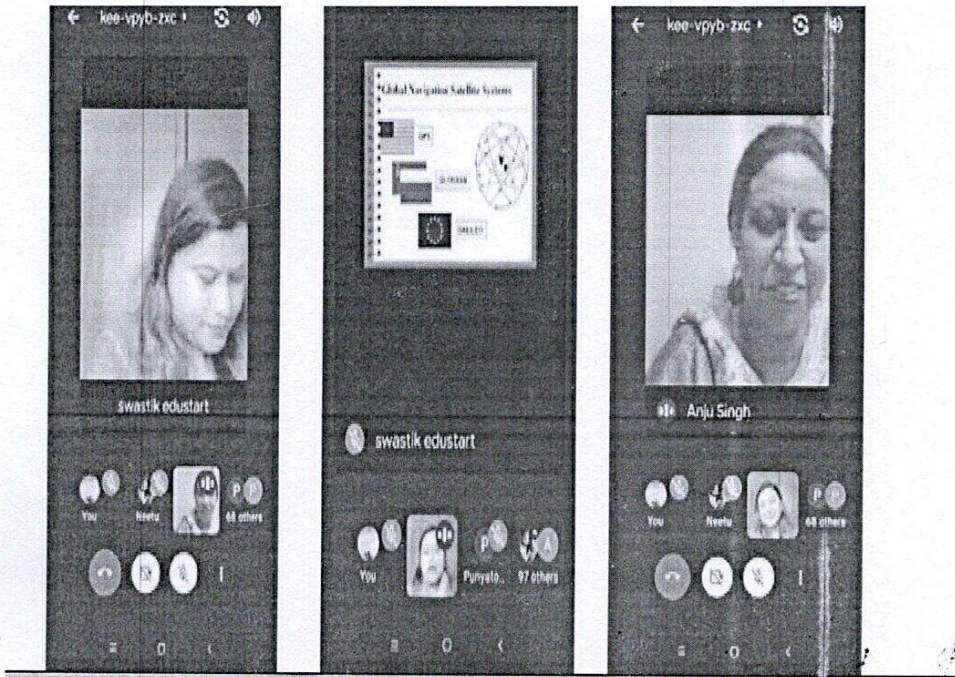 kee-vpyb-zxc
swastik edustart
You
Neetu
P
P
68 others
Global Navigation Satellite Systems
GPS
swastik edustart
You
P
Punyato..
A
97 others
kee-vpyb-zxc
Anju Singh
You
Neetu
P
P
68 others